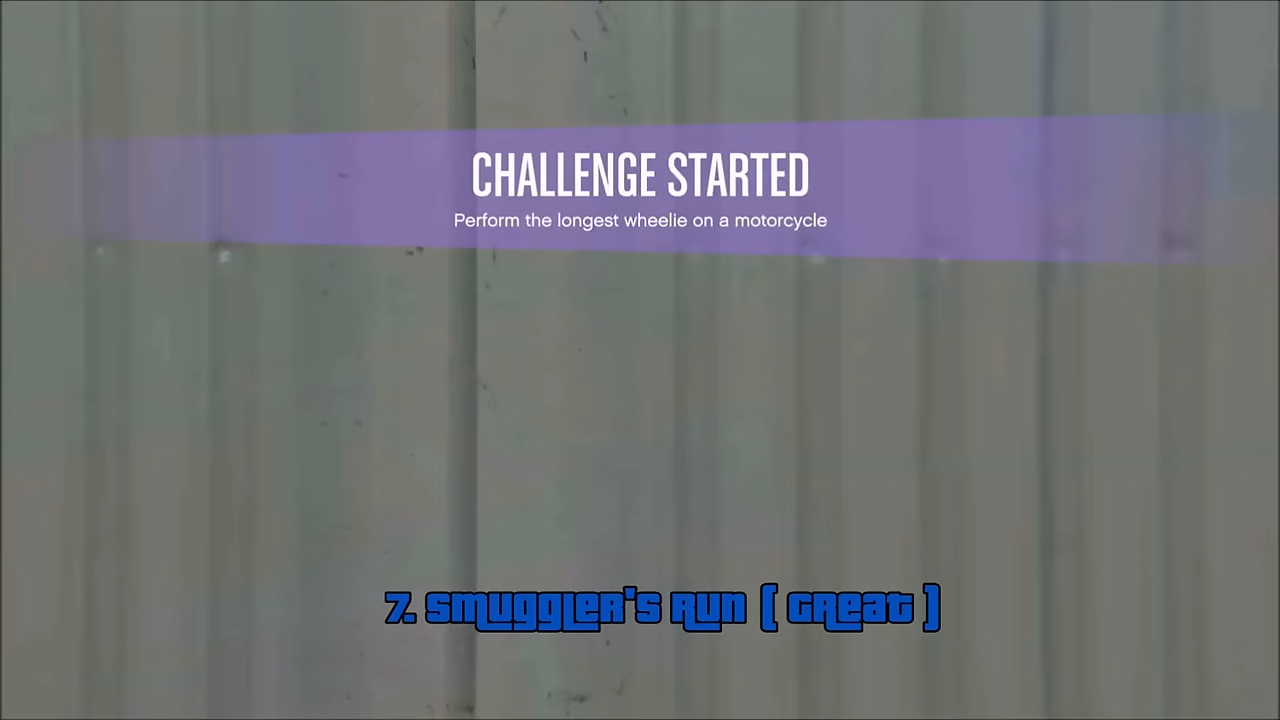 CHALLENGE STARTED
Perform the longest wheelie on a motorcycle
7. Smuggler's Run ( Great )